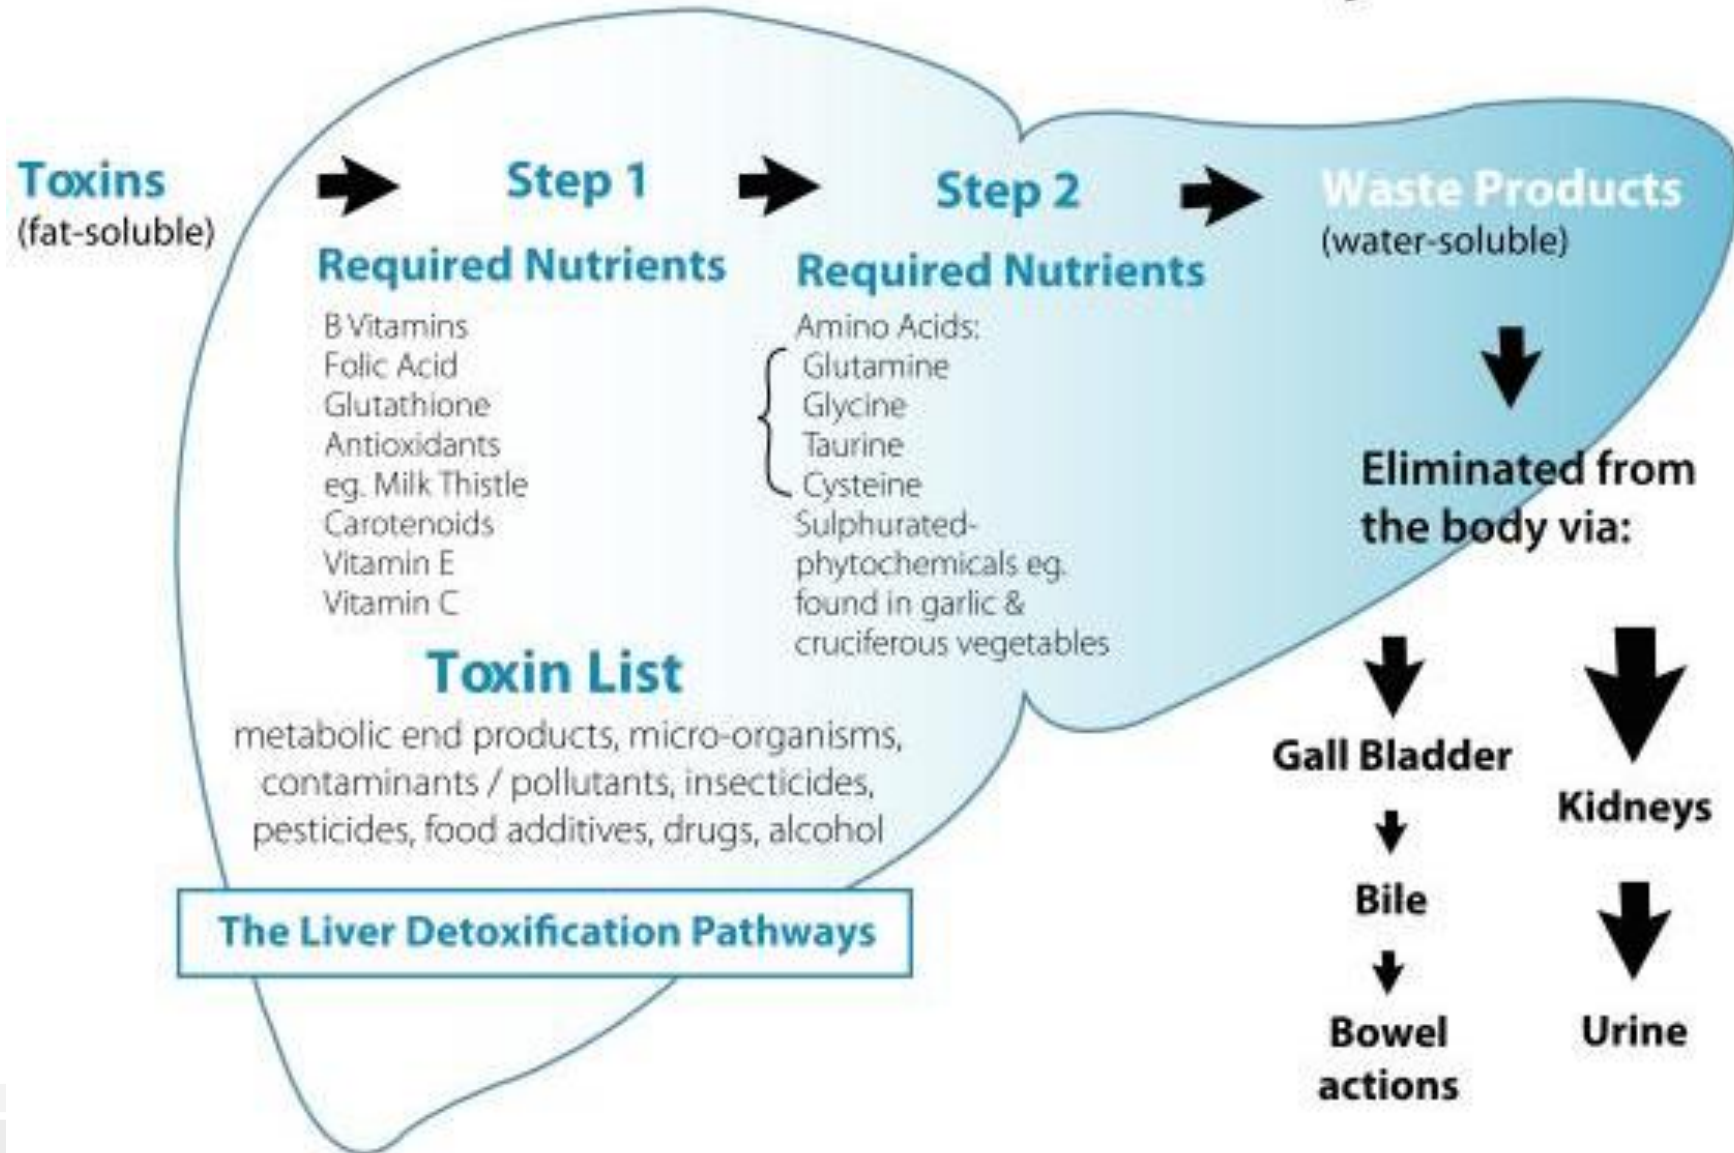 Toxins
(fat-soluble)
Step 1
Required Nutrients
B Vitamins
Folic Acid
Glutathione
Antioxidants
eg. Milk Thistle
Carotenoids
Vitamin E
Vitamin C
Step 2
Required Nutrients
Amino Acids:
Glutamine
Glycine
Taurine
Cysteine
Sulphurated-
phytochemicals eg.
found in garlic &
cruciferous vegetables
Waste Products
(water-soluble)
Eliminated from
the body via:
Gall Bladder
Bile
Bowel
actions
Kidneys
Urine
Toxin List
metabolic end products, micro-organisms,
contaminants / pollutants, insecticides,
pesticides, food additives, drugs, alcohol
The Liver Detoxification Pathways